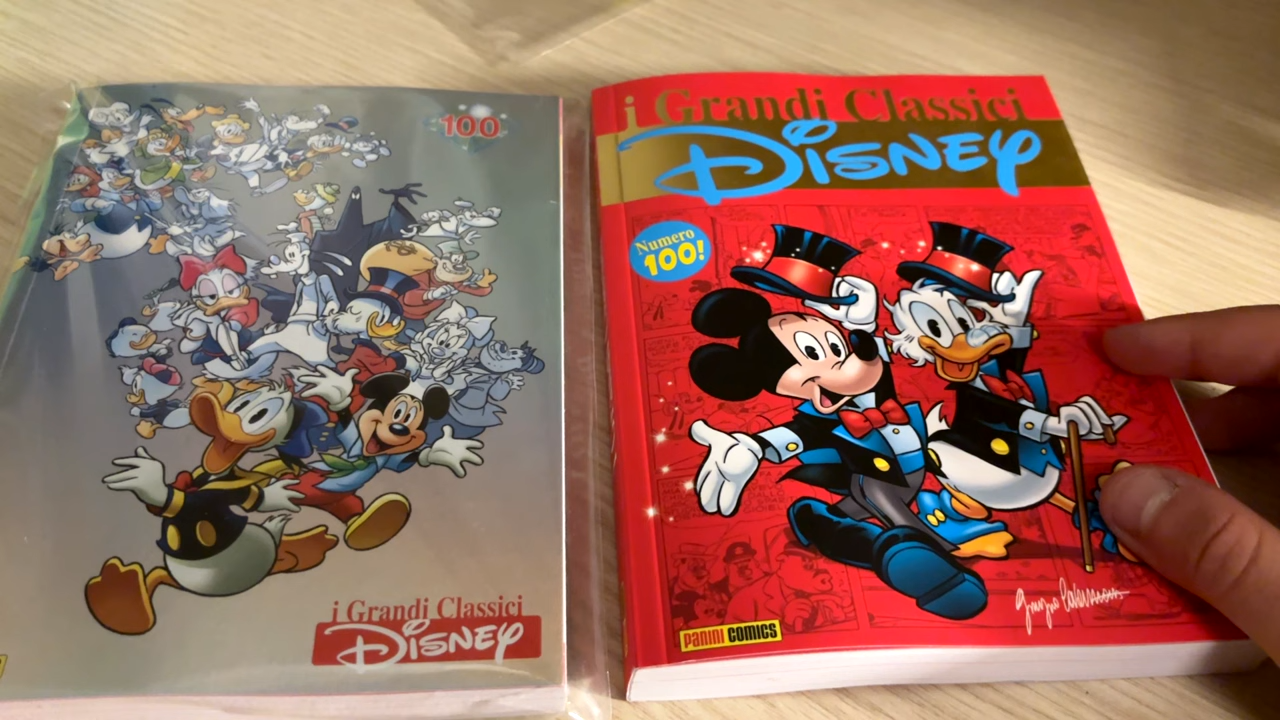 100
i Grandi Classici
Disney
i Grandi Classici
Disney
Numero
100!
PANINI COMICS